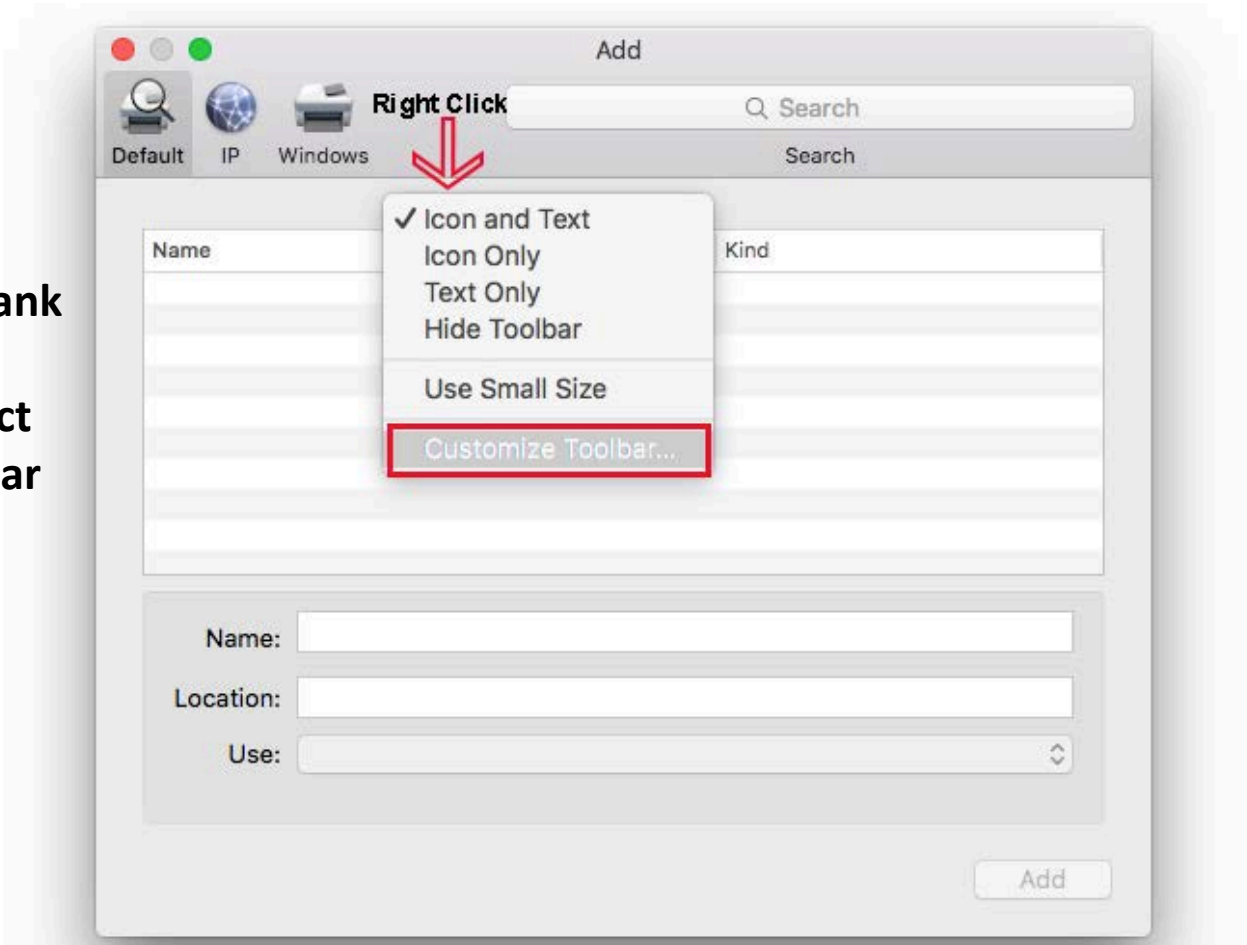 Add
Right Click
Search
Default IP Windows Search
✓ Icon and Text
Icon Only
Text Only
Hide Toolbar
Use Small Size
Customize Toolbar...
Name Kind
ank
ct
ar
Name:
Location:
Use:
Add